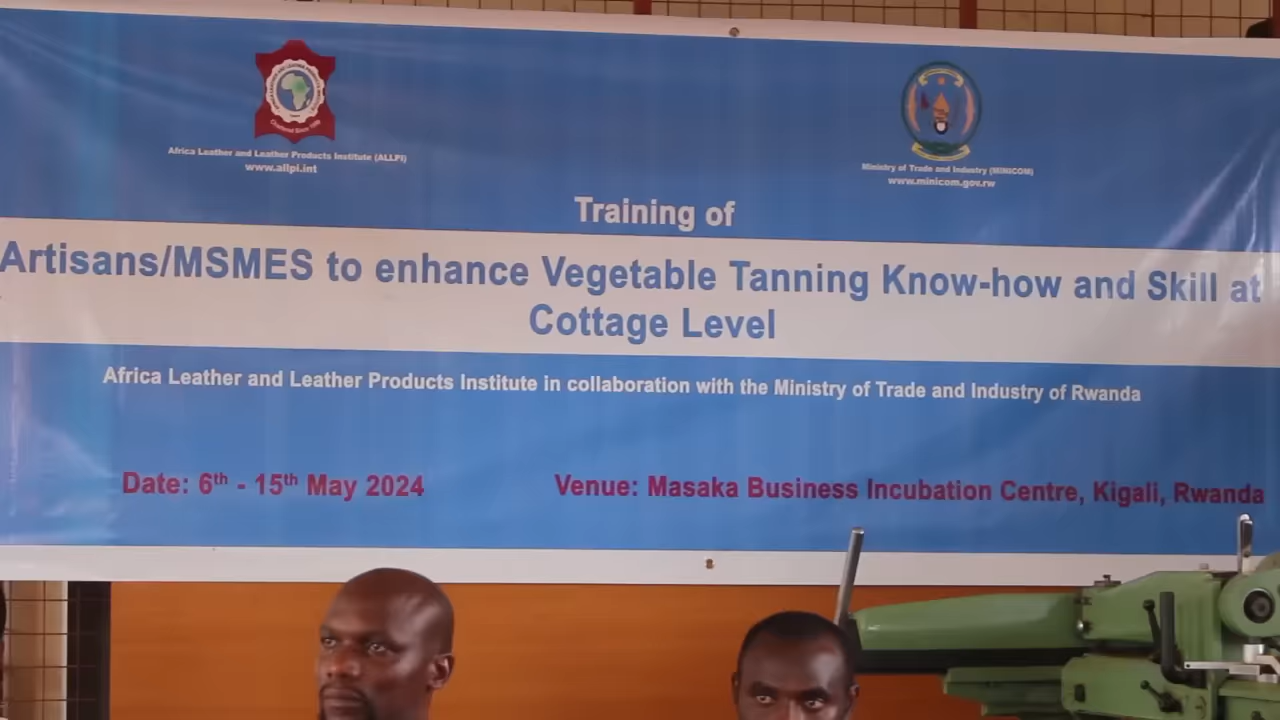 Africa Leather and Leather Products Institute (ALLPI)
www.allpi.int
Ministry of Trade and Industry (MINICOM)
www.minicom.gov.rw
Training of
Artisans/MSMES to enhance Vegetable Tanning Know-how and Skill at
Cottage Level
Africa Leather and Leather Products Institute in collaboration with the Ministry of Trade and Industry of Rwanda
Date: 6th - 15th May 2024
Venue: Masaka Business Incubation Centre, Kigali, Rwanda